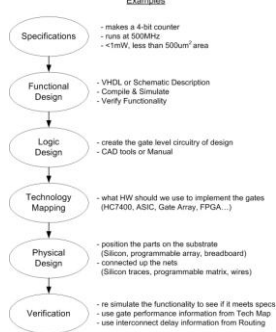 Examples
Specifications
- makes a 4-bit counter
- runs at 500MHz
- <1mW, less than 500um² area
Functional
Design
- VHDL or Schematic Description
- Compile & Simulate
- Verify Functionality
Logic
Design
- create the gate level circuitry of design
- CAD tools or Manual
Technology
Mapping
- what HW should we use to implement the gates
(HC7400, ASIC, Gate Array, FPGA…)
Physical
Design
- position the parts on the substrate
(Silicon, programmable array, breadboard)
- connected up the nets
(Silicon traces, programmable matrix, wires)
Verification
- re simulate the functionality to see if it meets specs
- use gate performance information from Tech Map
- use interconnect delay information from Routing